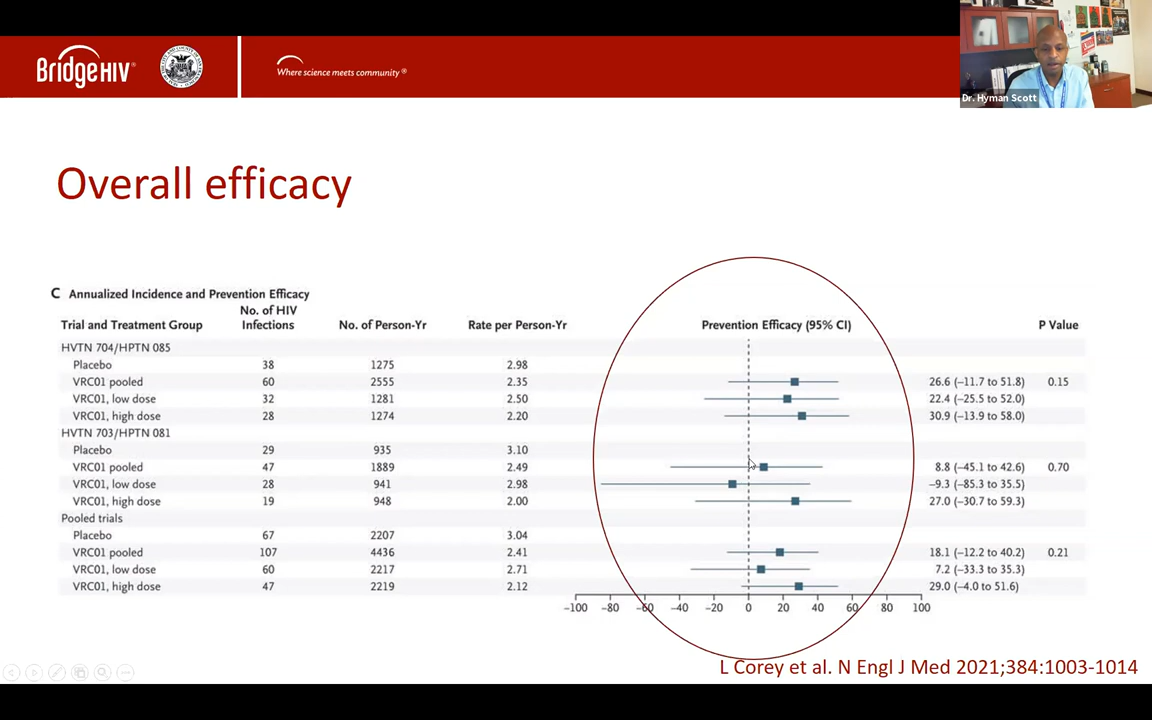 BridgeHIV®
Where science meets community®
Dr. Hyman Scott
Overall efficacy
C Annualized Incidence and Prevention Efficacy
Trial and Treatment Group No. of HIV Infections No. of Person-Yr Rate per Person-Yr Prevention Efficacy (95% CI) P Value
HVTN 704/HPTN 085
Placebo 38 1275 2.98
VRC01 pooled 60 2555 2.35 26.6 (−11.7 to 51.8) 0.15
VRC01, low dose 32 1281 2.50 22.4 (−25.5 to 52.0)
VRC01, high dose 28 1274 2.20 30.9 (−13.9 to 58.0)
HVTN 703/HPTN 081
Placebo 29 935 3.10
VRC01 pooled 47 1889 2.49 8.8 (−45.1 to 42.6) 0.70
VRC01, low dose 28 941 2.98 −9.3 (−85.3 to 35.5)
VRC01, high dose 19 948 2.00 27.0 (−30.7 to 59.3)
Pooled trials
Placebo 67 2207 3.04
VRC01 pooled 107 4436 2.41 18.1 (−12.2 to 40.2) 0.21
VRC01, low dose 60 2217 2.71 7.2 (−33.3 to 35.3)
VRC01, high dose 47 2219 2.12 29.0 (−4.0 to 51.6)
−100 −80 −60 −40 −20 0 20 40 60 80 100
L Corey et al. N Engl J Med 2021;384:1003-1014